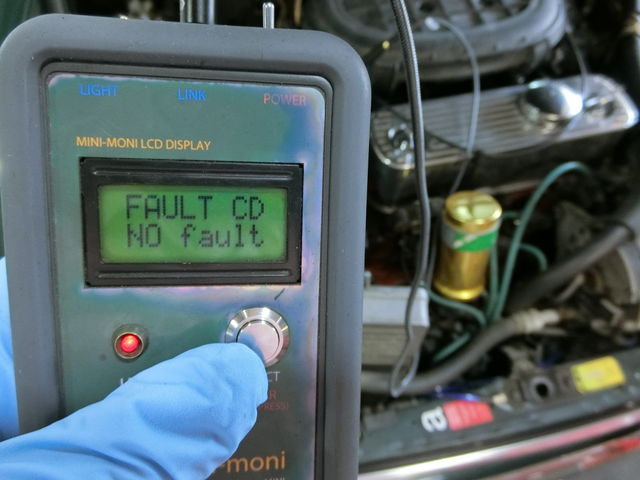 LIGHT
LINK
POWER
MINI-MONI LCD DISPLAY
FAULT CD
NO fault
moni